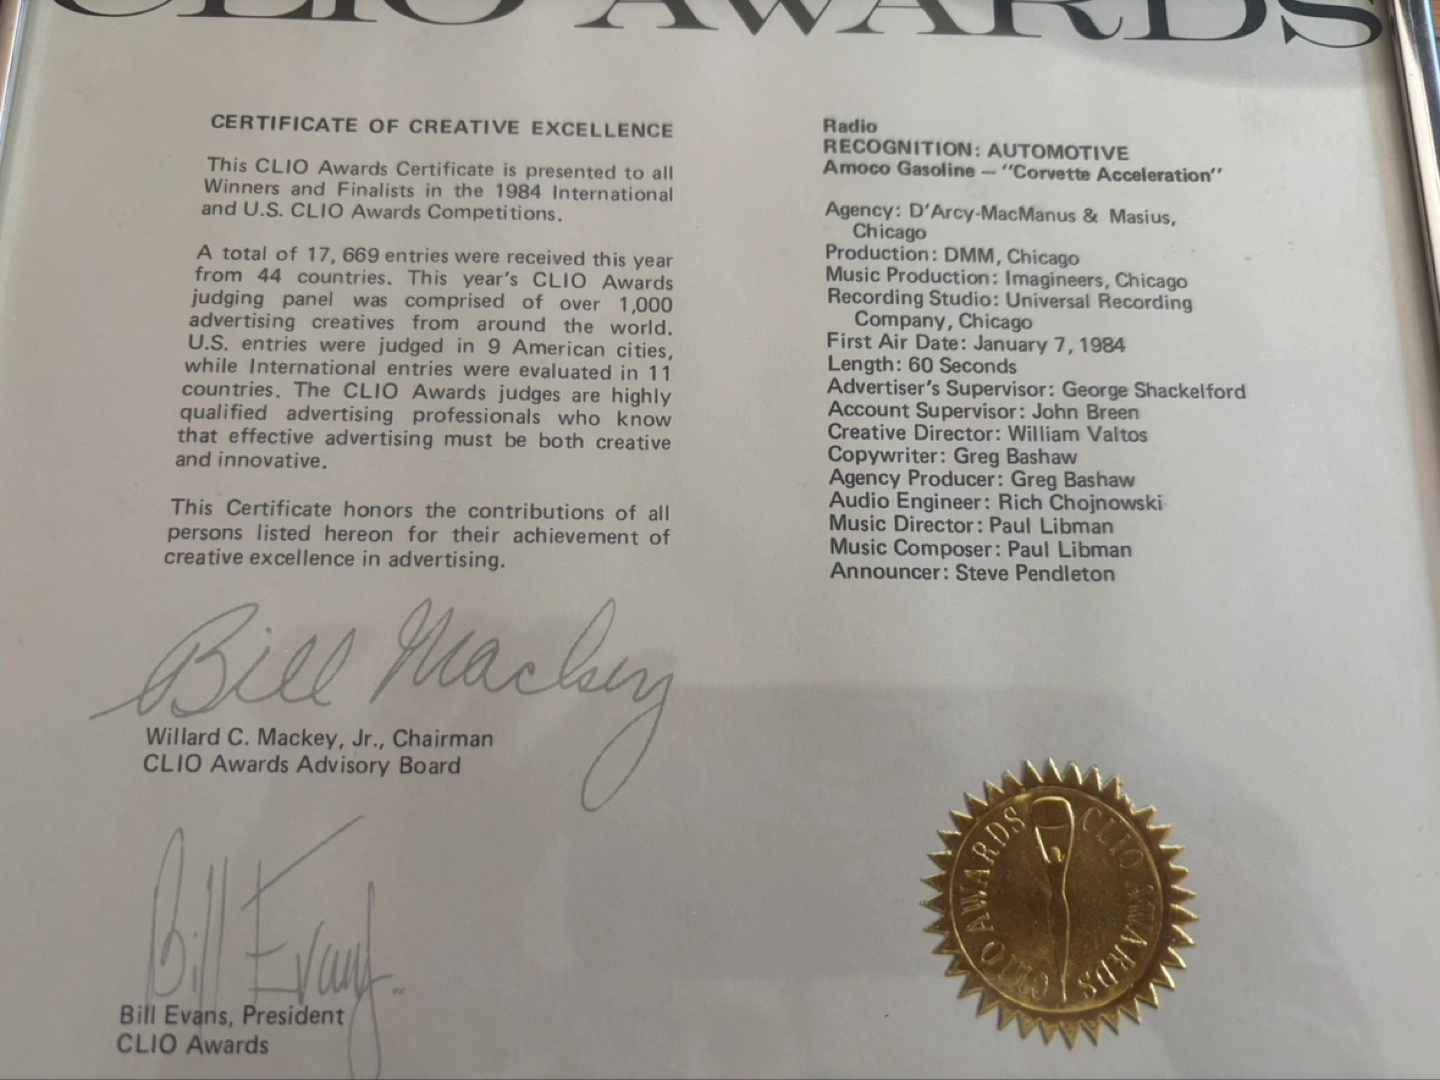 CLIO AWARDS
CERTIFICATE OF CREATIVE EXCELLENCE
This CLIO Awards Certificate is presented to all
Winners and Finalists in the 1984 International
and U.S. CLIO Awards Competitions.
A total of 17, 669 entries were received this year
from 44 countries. This year's CLIO Awards
judging panel was comprised of over 1,000
advertising creatives from around the world.
U.S. entries were judged in 9 American cities,
while International entries were evaluated in 11
countries. The CLIO Awards judges are highly
qualified advertising professionals who know
that effective advertising must be both creative
and innovative.
This Certificate honors the contributions of all
persons listed hereon for their achievement of
creative excellence in advertising.
Bill Mackey
Willard C. Mackey, Jr., Chairman
CLIO Awards Advisory Board
Bill Evans
Bill Evans, President
CLIO Awards
Radio
RECOGNITION: AUTOMOTIVE
Amoco Gasoline — "Corvette Acceleration"
Agency: D'Arcy-MacManus & Masius,
Chicago
Production: DMM, Chicago
Music Production: Imagineers, Chicago
Recording Studio: Universal Recording
Company, Chicago
First Air Date: January 7, 1984
Length: 60 Seconds
Advertiser's Supervisor: George Shackelford
Account Supervisor: John Breen
Creative Director: William Valtos
Copywriter: Greg Bashaw
Agency Producer: Greg Bashaw
Audio Engineer: Rich Chojnowski
Music Director: Paul Libman
Music Composer: Paul Libman
Announcer: Steve Pendleton
CLIO AWARDS
CLIO AWARDS